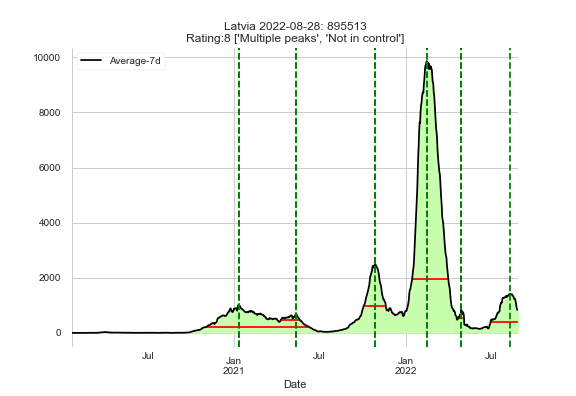 Latvia 2022-08-28: 895513
Rating:8 ['Multiple peaks', 'Not in control']
Average-7d
10000
8000
6000
4000
2000
0
Jul
Jan
2021
Jul
Jan
2022
Jul
Date